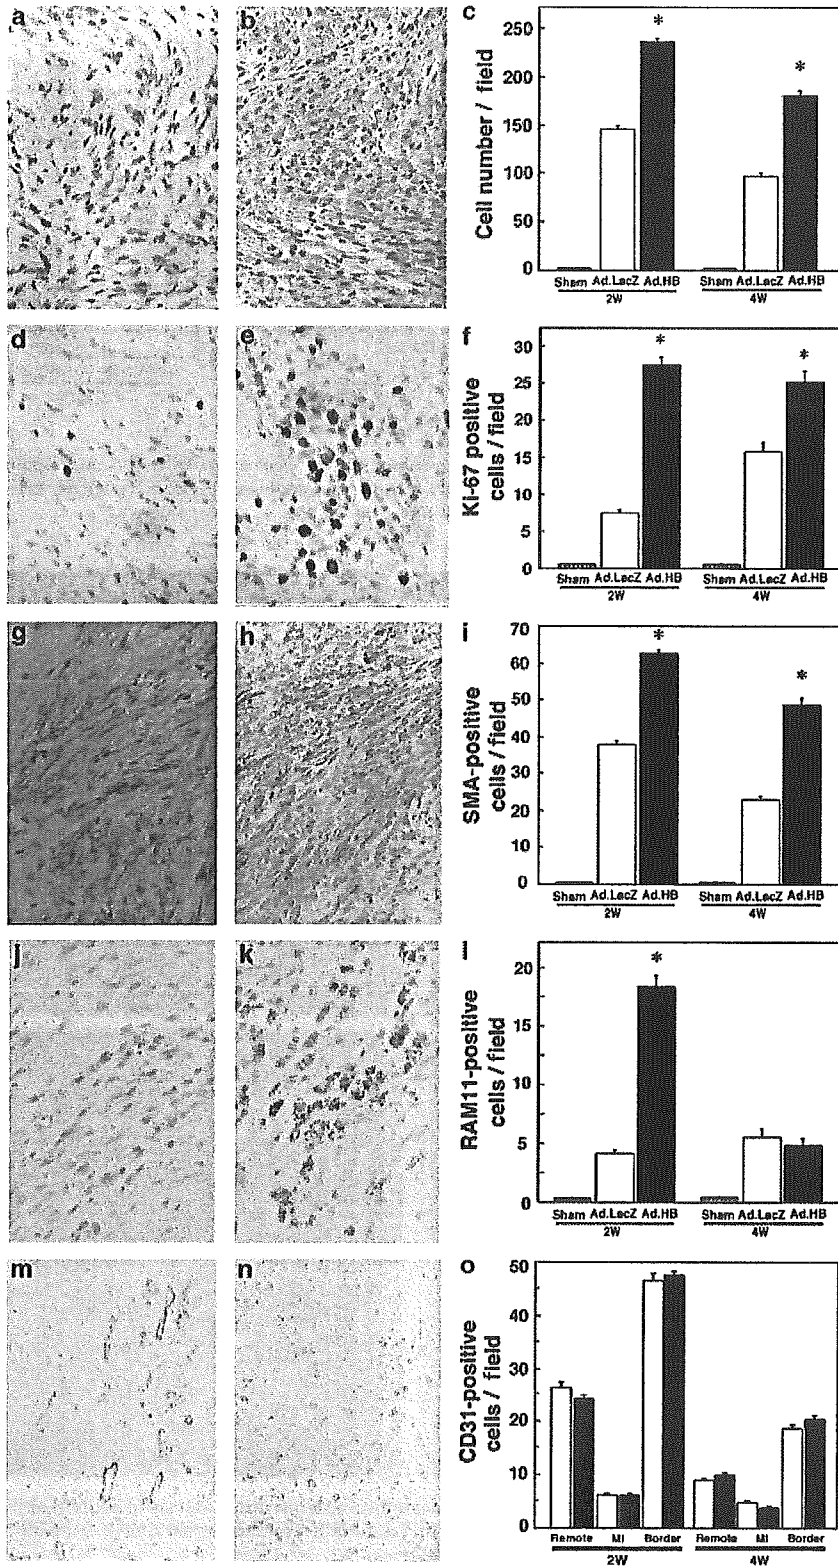 a
b
c
*
*
Cell number / field
250
200
150
100
50
0
Sham Ad.LacZ Ad.HB
2W
Sham Ad.LacZ Ad.HB
4W
d
e
f
*
*
Ki-67 positive
cells / field
30
25
20
15
10
5
0
Sham Ad.LacZ Ad.HB
2W
Sham Ad.LacZ Ad.HB
4W
g
h
i
*
*
SMA-positive
cells / field
70
60
50
40
30
20
10
0
Sham Ad.LacZ Ad.HB
2W
Sham Ad.LacZ Ad.HB
4W
j
k
l
*
RAM11-positive
cells / field
20
15
10
5
0
Sham Ad.LacZ Ad.HB
2W
Sham Ad.LacZ Ad.HB
4W
m
n
o
CD31-positive
cells / field
50
40
30
20
10
0
Remote MI Border
2W
Remote MI Border
4W